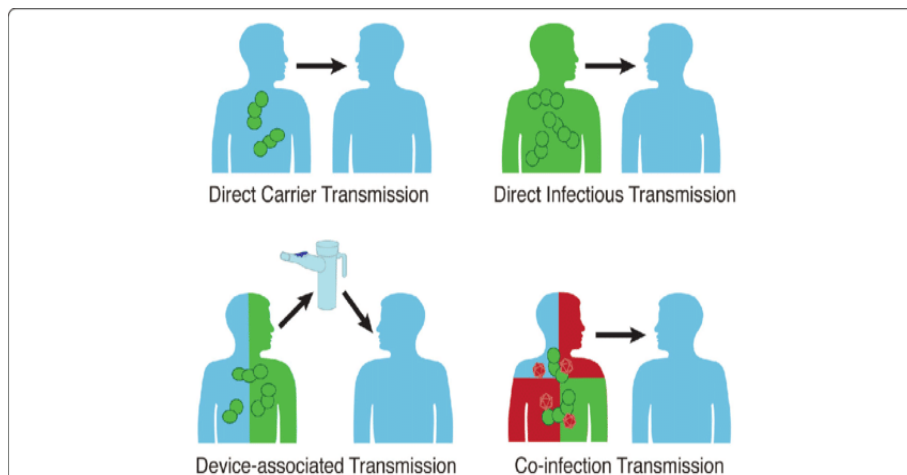 Direct Carrier Transmission
Direct Infectious Transmission
Device-associated Transmission
Co-infection Transmission